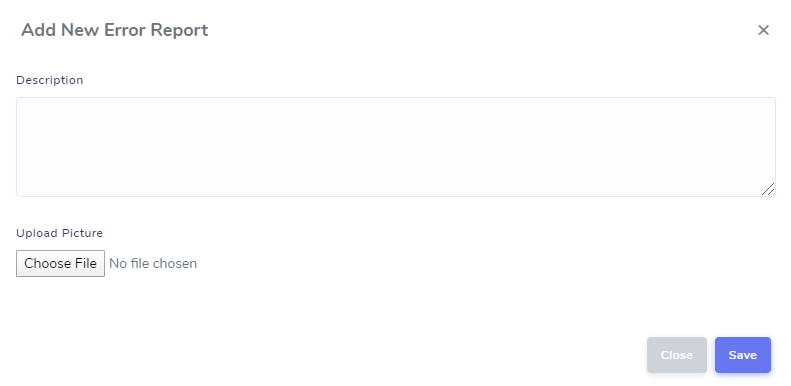 Add New Error Report ×
Description
Upload Picture
Choose File No file chosen
Close Save